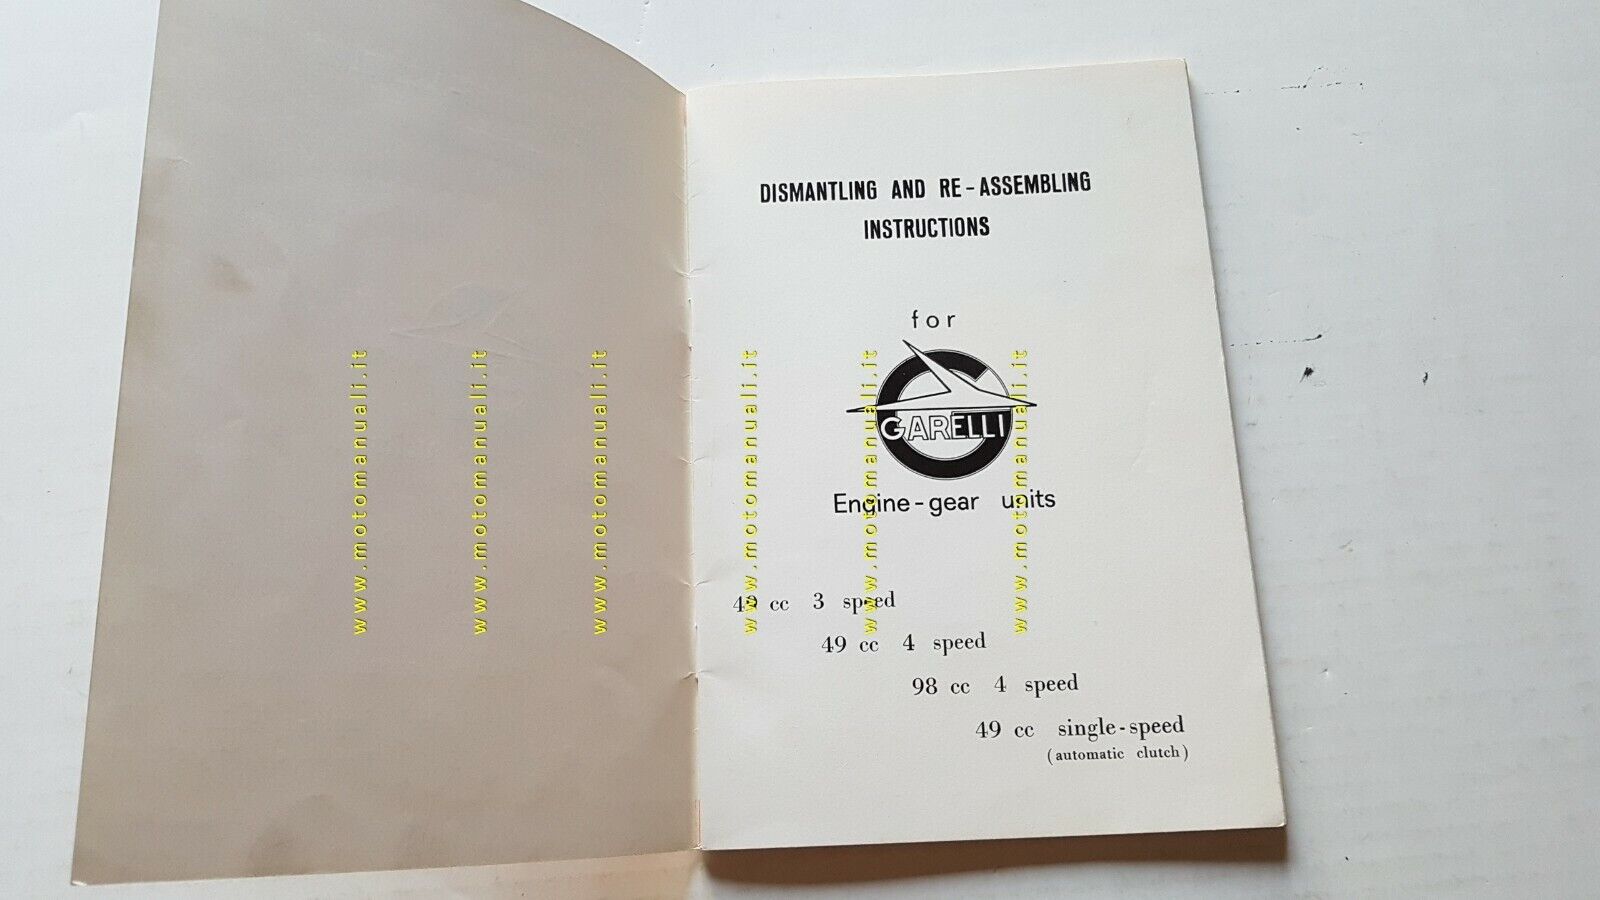 DISMANTLING AND RE-ASSEMBLING
INSTRUCTIONS
for
GARELLI
Engine-gear units
49 cc 3 speed
49 cc 4 speed
98 cc 4 speed
49 cc single-speed
(automatic clutch)
www.motomanuali.it
www.motomanuali.it
www.motomanuali.it
www.motomanuali.it
www.motomanuali.it
www.motomanuali.it